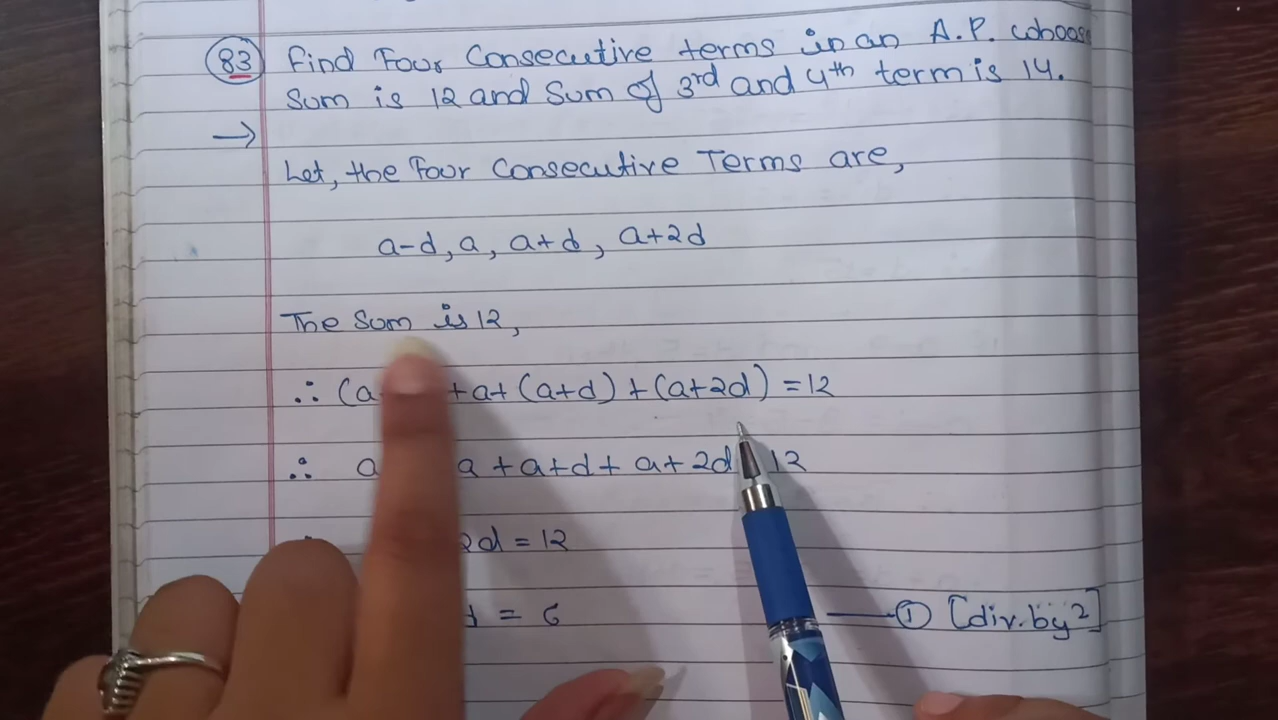 83 Find Four Consecutive terms in an A.P. whose
Sum is 12 and Sum of 3rd and 4th term is 14.
→
Let, the Four Consecutive Terms are,
a-d, a, a+d, a+2d
The Sum is 12,
∴ (a +a+(a+d)+(a+2d) =12
∴ a a +a+d+ a+2d 12
2d = 12
= 6 ① [div.by 2]